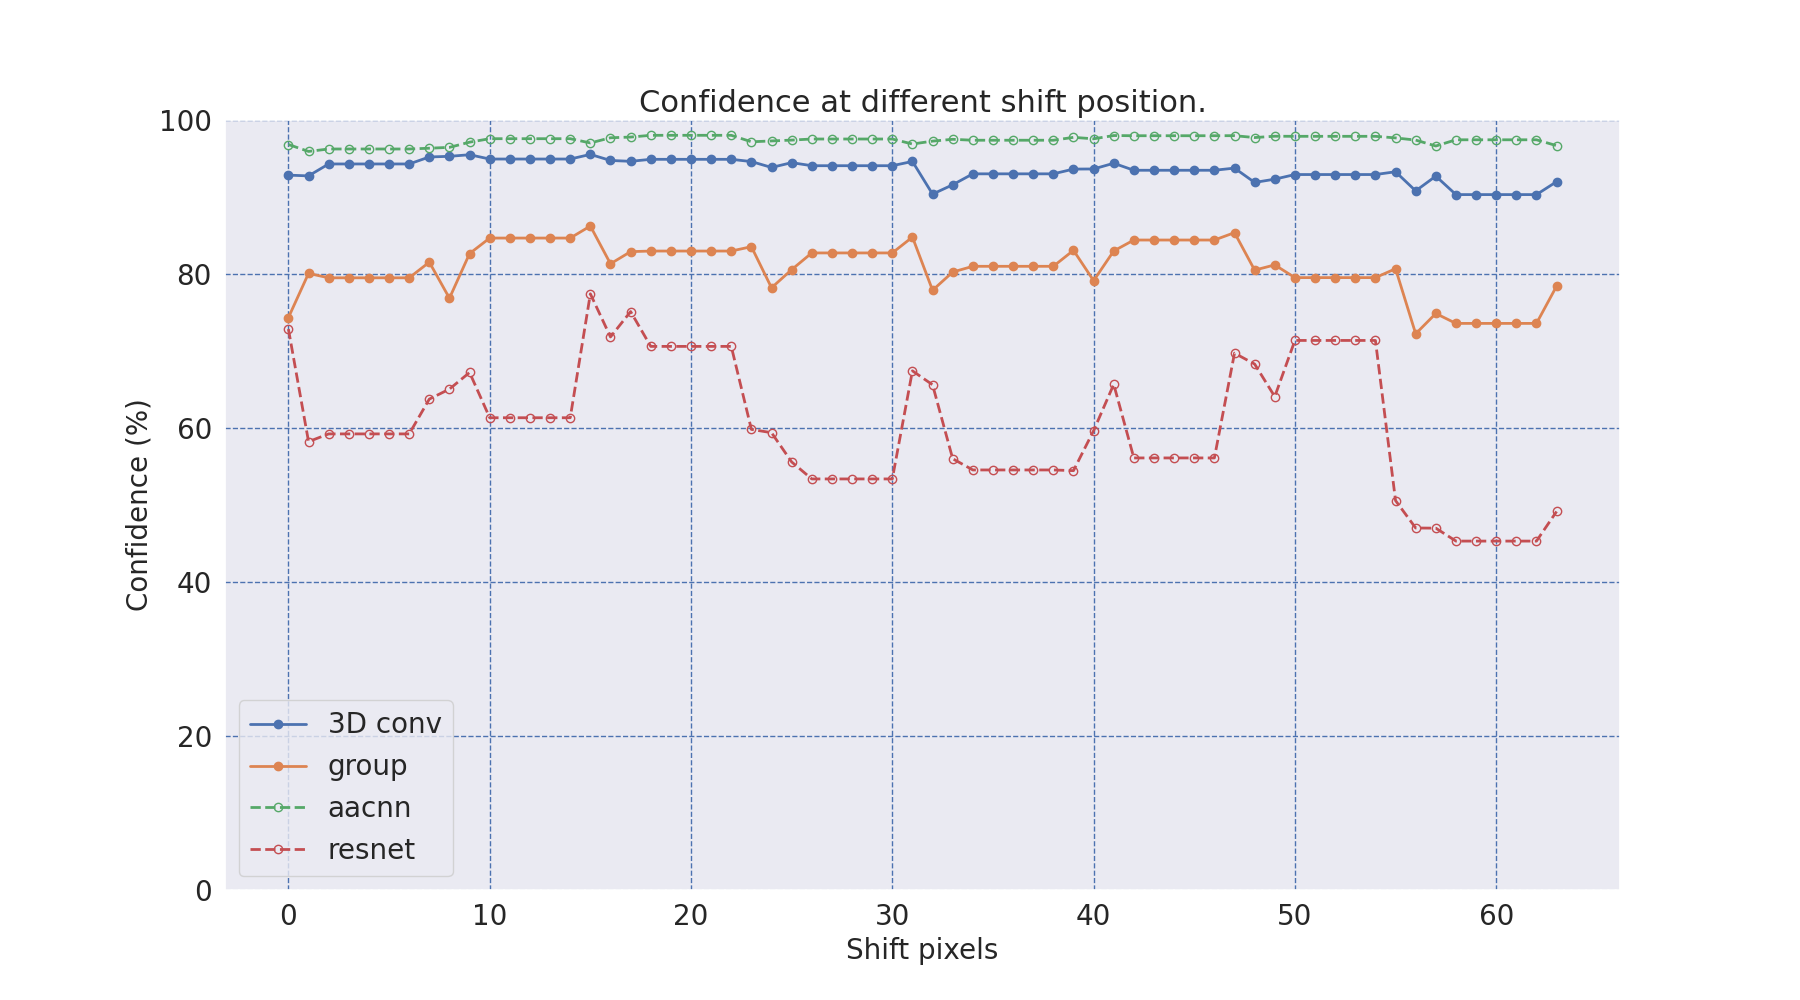 Confidence at different shift position.
100
80
60
40
20
0
Confidence (%)
3D conv
group
aacnn
resnet
0 10 20 30 40 50 60
Shift pixels